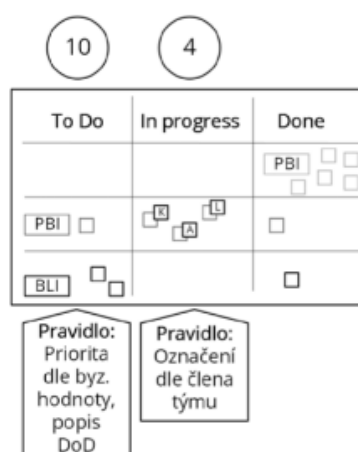 10
4
To Do
In progress
Done
PBI
PBI
K
A
L
BLI
Pravidlo:
Priorita
dle byz.
hodnoty,
popis
DoD
Pravidlo:
Označení
dle člena
týmu